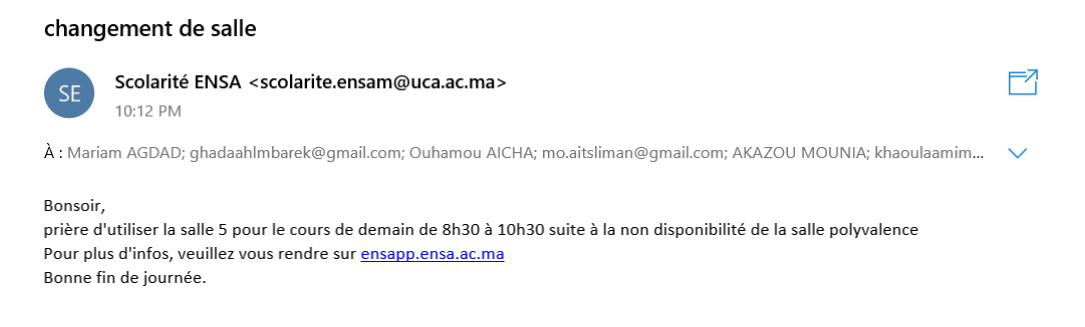 changement de salle
SE
Scolarité ENSA <scolarite.ensam@uca.ac.ma>
10:12 PM
À : Mariam AGDAD; ghadaahlmbarek@gmail.com; Ouhamou AICHA; mo.aitsliman@gmail.com; AKAZOU MOUNIA; khaoulaamim...
Bonsoir,
prière d'utiliser la salle 5 pour le cours de demain de 8h30 à 10h30 suite à la non disponibilité de la salle polyvalence
Pour plus d'infos, veuillez vous rendre sur ensapp.ensa.ac.ma
Bonne fin de journée.